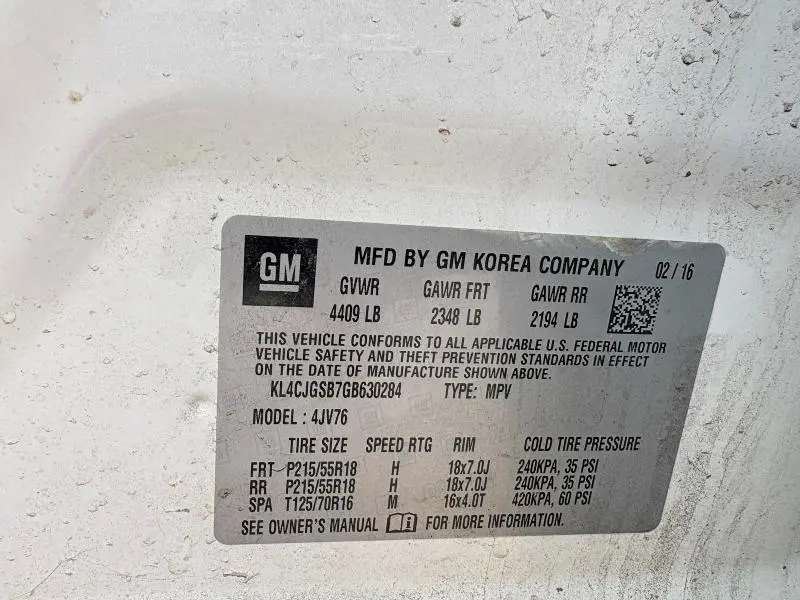 GM
MFD BY GM KOREA COMPANY 02/16
GVWR GAWR FRT GAWR RR
4409 LB 2348 LB 2194 LB
THIS VEHICLE CONFORMS TO ALL APPLICABLE U.S. FEDERAL MOTOR
VEHICLE SAFETY AND THEFT PREVENTION STANDARDS IN EFFECT
ON THE DATE OF MANUFACTURE SHOWN ABOVE.
KL4CJGSB7GB630284 TYPE: MPV
MODEL : 4JV76
TIRE SIZE SPEED RTG RIM COLD TIRE PRESSURE
FRT P215/55R18 H 18x7.0J 240KPA, 35 PSI
RR P215/55R18 H 18x7.0J 240KPA, 35 PSI
SPA T125/70R16 M 16x4.0T 420KPA, 60 PSI
SEE OWNER'S MANUAL FOR MORE INFORMATION.